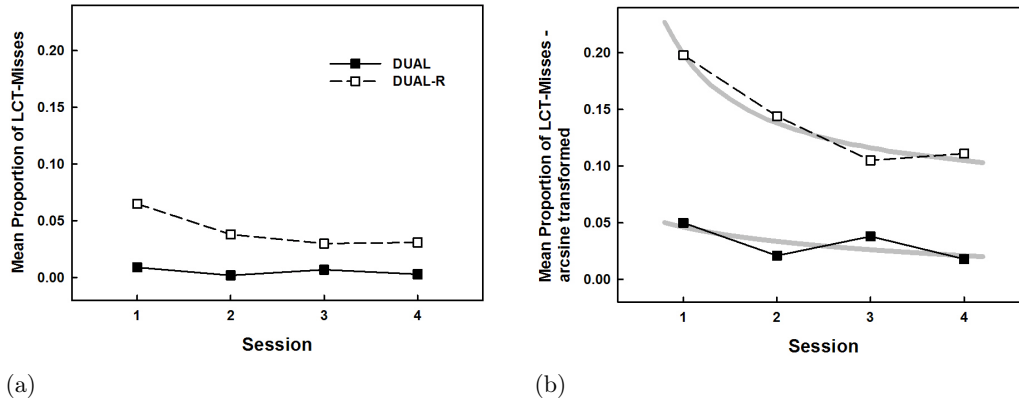 Mean Proportion of LCT-Misses
0.20
0.15
0.10
0.05
0.00
DUAL
DUAL-R
1 2 3 4
Session
(a)
Mean Proportion of LCT-Misses -
arcsine transformed
0.20
0.15
0.10
0.05
0.00
1 2 3 4
Session
(b)